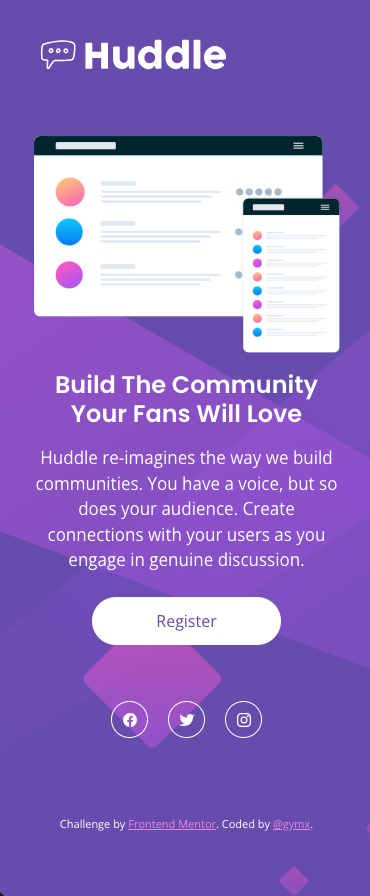 Huddle
Build The Community
Your Fans Will Love
Huddle re-imagines the way we build
communities. You have a voice, but so
does your audience. Create
connections with your users as you
engage in genuine discussion.
Register
Challenge by Frontend Mentor. Coded by @gymx.